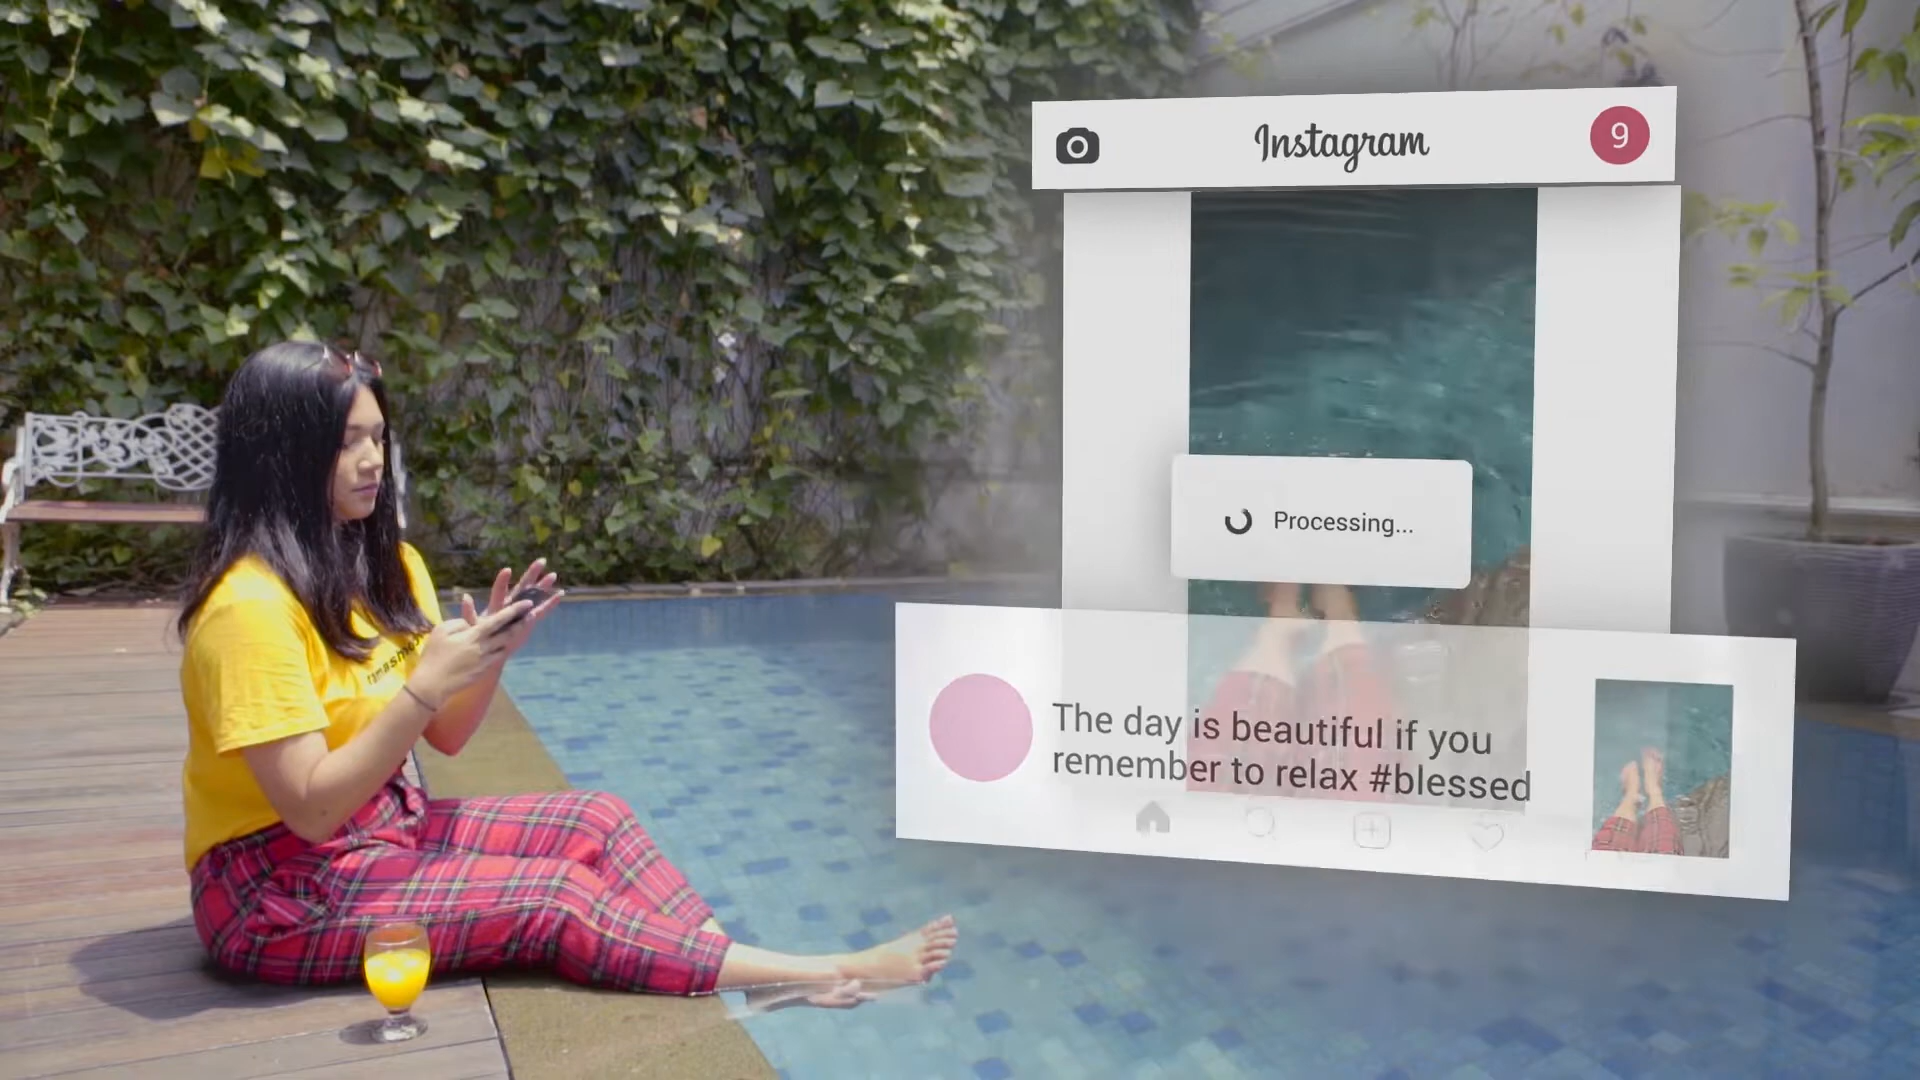 Instagram
9
Processing...
The day is beautiful if you
remember to relax #blessed